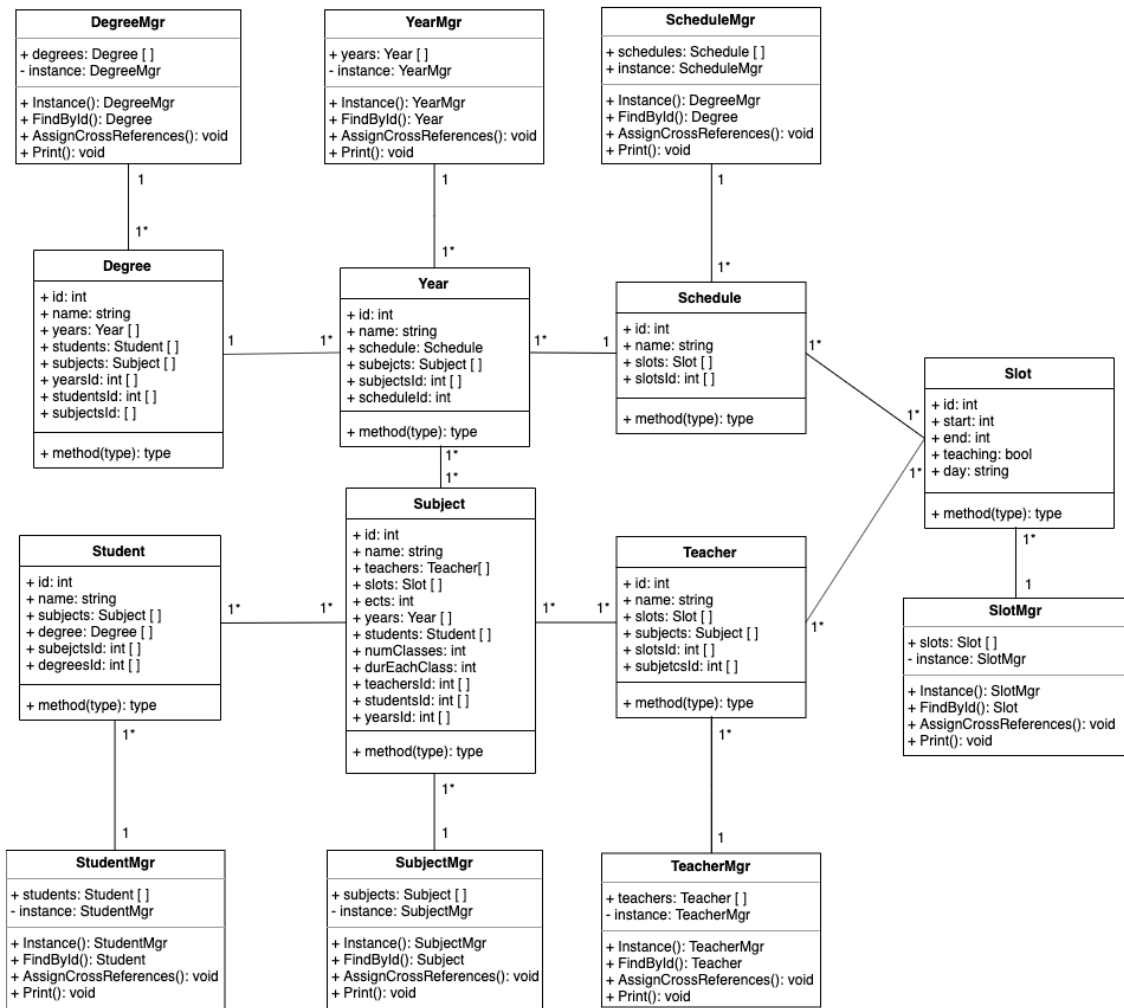 DegreeMgr
+ degrees: Degree [ ]
- instance: DegreeMgr
+ Instance(): DegreeMgr
+ FindById(): Degree
+ AssignCrossReferences(): void
+ Print(): void
YearMgr
+ years: Year [ ]
- instance: YearMgr
+ Instance(): YearMgr
+ FindById(): Year
+ AssignCrossReferences(): void
+ Print(): void
ScheduleMgr
+ schedules: Schedule [ ]
+ instance: ScheduleMgr
+ Instance(): DegreeMgr
+ FindById(): Degree
+ AssignCrossReferences(): void
+ Print(): void
1
1
1
1*
1*
1*
Degree
+ id: int
+ name: string
+ years: Year [ ]
+ students: Student [ ]
+ subjects: Subject [ ]
+ yearsId: int [ ]
+ studentsId: int [ ]
+ subjectsId: [ ]
+ method(type): type
1
1*
Year
+ id: int
+ name: string
+ schedule: Schedule
+ subejcts: Subject [ ]
+ subjectsId: int [ ]
+ scheduleId: int
+ method(type): type
1*
1
Schedule
+ id: int
+ name: string
+ slots: Slot [ ]
+ slotsId: int [ ]
+ method(type): type
1*
1*
1*
Slot
+ id: int
+ start: int
+ end: int
+ teaching: bool
+ day: string
+ method(type): type
1*
1*
Student
+ id: int
+ name: string
+ subjects: Subject [ ]
+ degree: Degree [ ]
+ subejctsId: int [ ]
+ degreesId: int [ ]
+ method(type): type
1*
1*
Subject
+ id: int
+ name: string
+ teachers: Teacher[ ]
+ slots: Slot [ ]
+ ects: int
+ years: Year [ ]
+ students: Student [ ]
+ numClasses: int
+ durEachClass: int
+ teachersId: int [ ]
+ studentsId: int [ ]
+ yearsId: int [ ]
+ method(type): type
1*
1*
Teacher
+ id: int
+ name: string
+ slots: Slot [ ]
+ subjects: Subject [ ]
+ slotsId: int [ ]
+ subjetcsId: int [ ]
+ method(type): type
1*
1*
1
SlotMgr
+ slots: Slot [ ]
- instance: SlotMgr
+ Instance(): SlotMgr
+ FindById(): Slot
+ AssignCrossReferences(): void
+ Print(): void
1*
1*
1*
1
1
1
StudentMgr
+ students: Student [ ]
- instance: StudentMgr
+ Instance(): StudentMgr
+ FindById(): Student
+ AssignCrossReferences(): void
+ Print(): void
SubjectMgr
+ subjects: Subject [ ]
- instance: SubjectMgr
+ Instance(): SubjectMgr
+ FindById(): Subject
+ AssignCrossReferences(): void
+ Print(): void
TeacherMgr
+ teachers: Teacher [ ]
- instance: TeacherMgr
+ Instance(): TeacherMgr
+ FindById(): Teacher
+ AssignCrossReferences(): void
+ Print(): void